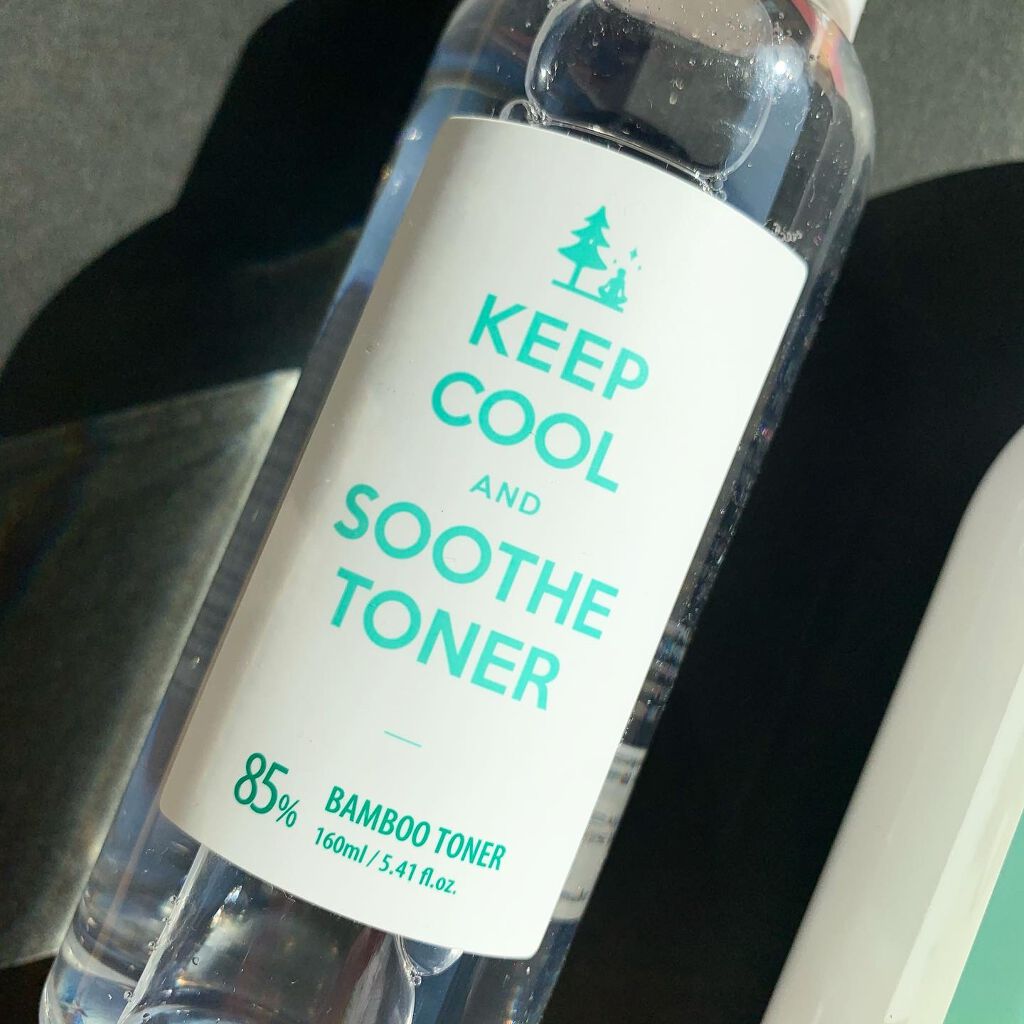 KEEP
COOL
AND
SOOTHE
TONER
85% BAMBOO TONER
160ml / 5.41 fl.oz.